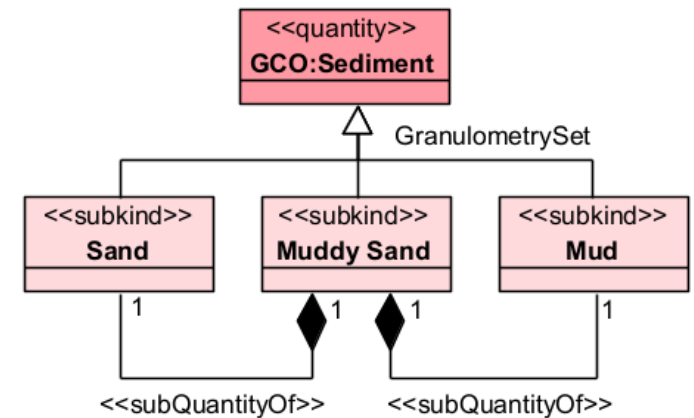 <<quantity>>
GCO:Sediment
GranulometrySet
<<subkind>>
Sand
<<subkind>>
Muddy Sand
<<subkind>>
Mud
1
1
1
1
<<subQuantityOf>>
<<subQuantityOf>>